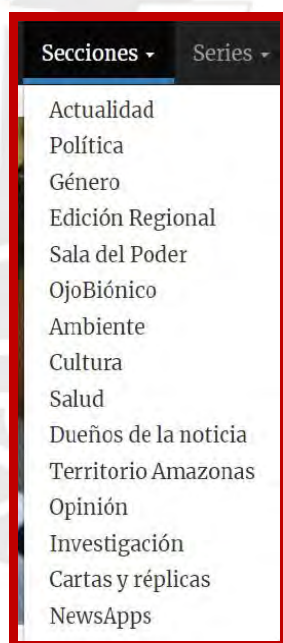 Secciones Series
Actualidad
Política
Género
Edición Regional
Sala del Poder
OjoBiónico
Ambiente
Cultura
Salud
Dueños de la noticia
Territorio Amazonas
Opinión
Investigación
Cartas y réplicas
NewsApps